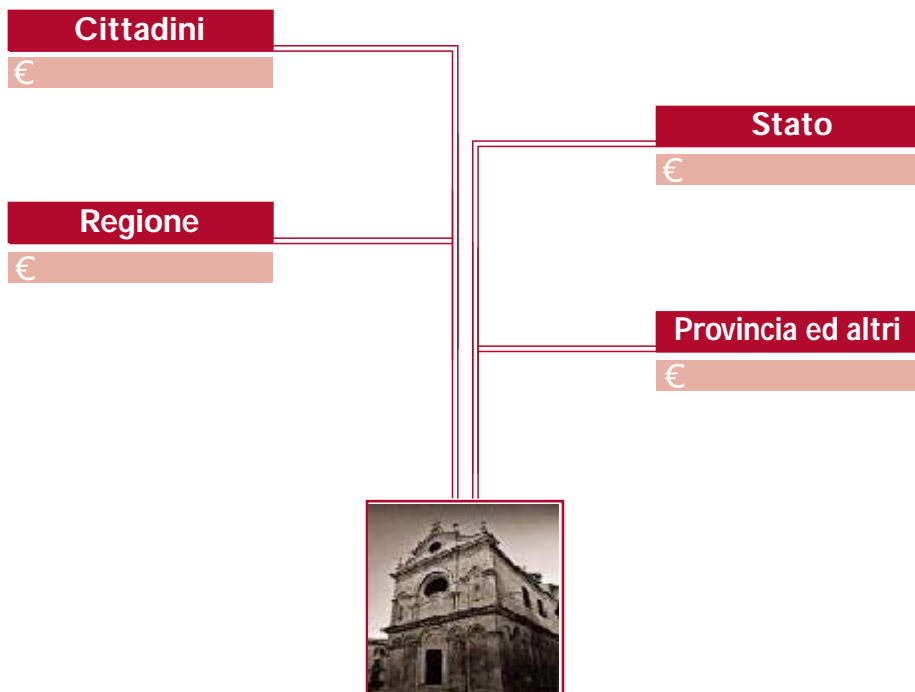 Cittadini
€
Stato
€
Regione
€
Provincia ed altri
€